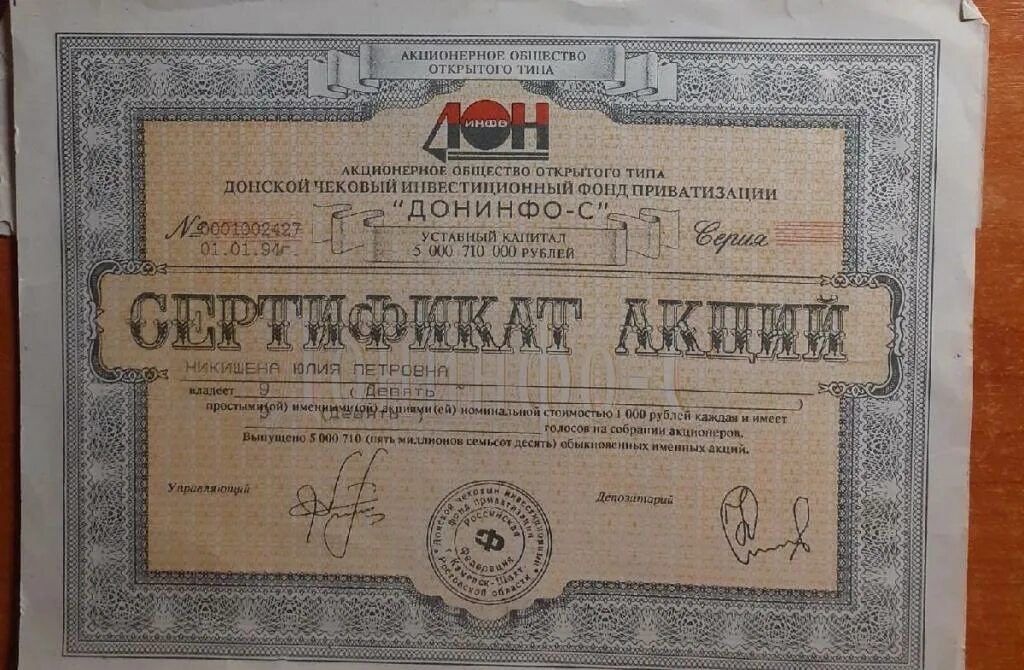 АКЦИОНЕРНОЕ ОБЩЕСТВО
ОТКРЫТОГО ТИПА
ДОН
ИНФО
АКЦИОНЕРНОЕ ОБЩЕСТВО ОТКРЫТОГО ТИПА
ДОНСКОЙ ЧЕКОВЫЙ ИНВЕСТИЦИОННЫЙ ФОНД ПРИВАТИЗАЦИИ
"ДОНИНФО-С"
№0001002427
01.01.94г.
УСТАВНЫЙ КАПИТАЛ
5 000 710 000 РУБЛЕЙ
Серия
СЕРТИФИКАТ АКЦИЙ
НИКИШЕНА ЮЛИЯ ПЕТРОВНА
владеет 9 ( Девять )
простыми(ой) именными(ой) акциями(ей) номинальной стоимостью 1 000 рублей каждая и имеет
9 (Девять ) голосов на собрании акционеров.
Выпущено 5 000 710 (пять миллионов семьсот десять) обыкновенных именных акций.
Управляющий
Депозитарий
Донской чековый инвестиционный
фонд приватизации
Российская
Федерация
г. Каменск-Шахт.
Ростовской области